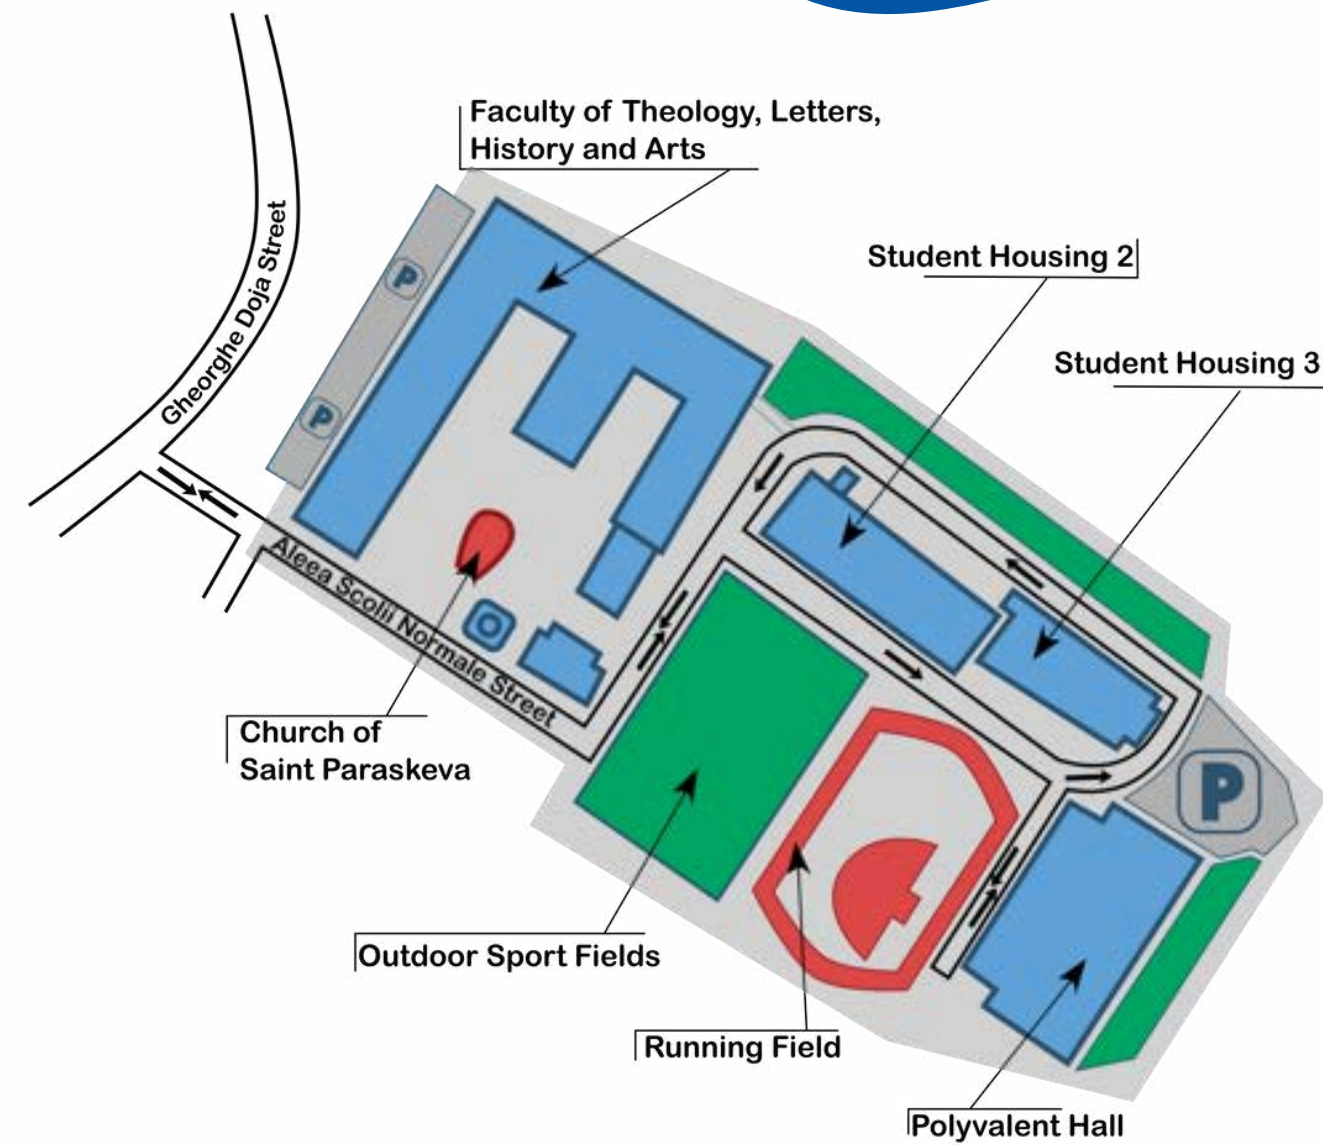 Faculty of Theology, Letters,
History and Arts
Student Housing 2
Student Housing 3
Gheorghe Doja Street
P
P
Aleea Scolii Normale Street
Church of
Saint Paraskeva
P
Outdoor Sport Fields
Running Field
Polyvalent Hall